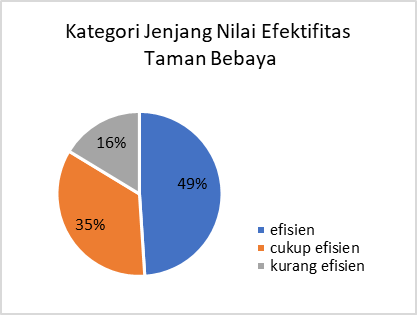 Kategori Jenjang Nilai Efektifitas
Taman Bebaya
16%
49%
35%
efisien
cukup efisien
kurang efisien